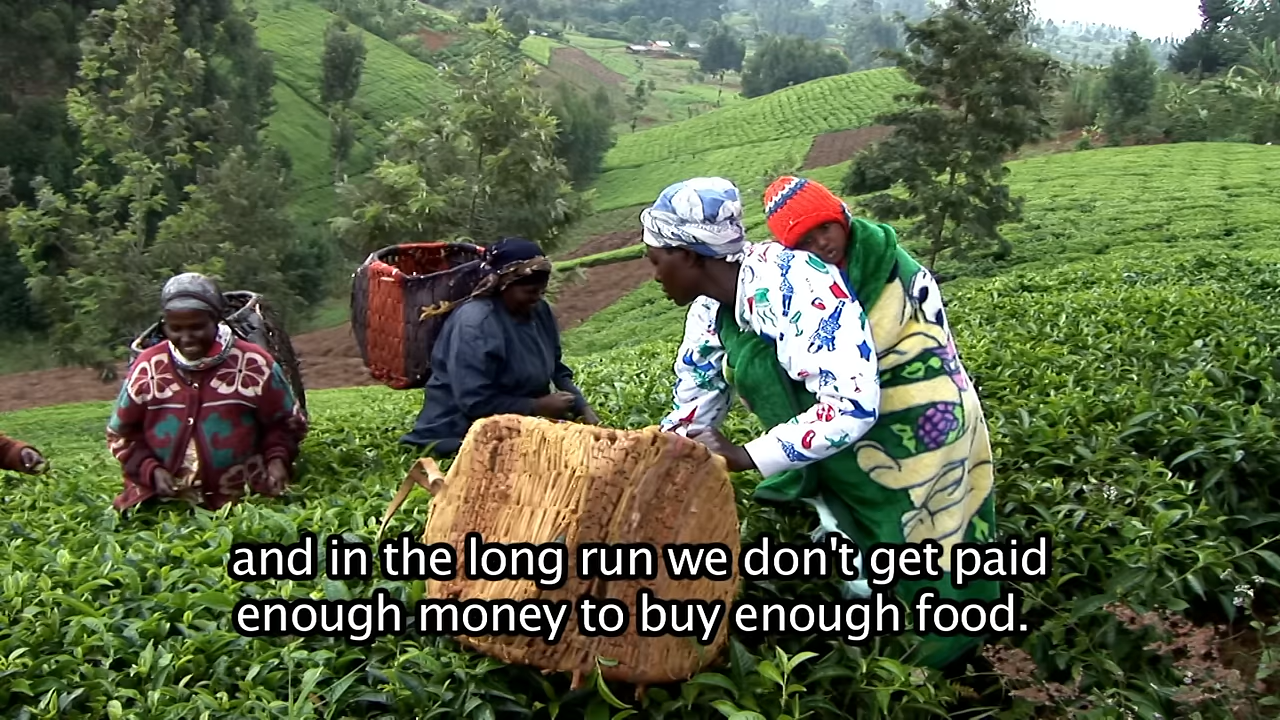 and in the long run we don't get paid
enough money to buy enough food.